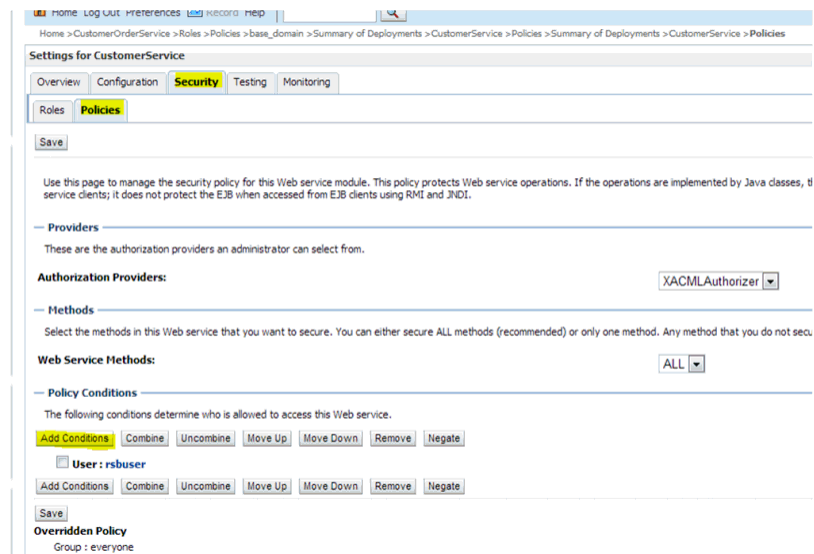 Home Log Out Preferences Record Help
Home >CustomerOrderService >Roles >Policies >base_domain >Summary of Deployments >CustomerService >Policies >Summary of Deployments >CustomerService >Policies
Settings for CustomerService
Overview Configuration Security Testing Monitoring
Roles Policies
Save
Use this page to manage the security policy for this Web service module. This policy protects Web service operations. If the operations are implemented by Java classes,
service clients; it does not protect the EJB when accessed from EJB clients using RMI and JNDI.
Providers
These are the authorization providers an administrator can select from.
Authorization Providers: XACMLAuthorizer
Methods
Select the methods in this Web service that you want to secure. You can either secure ALL methods (recommended) or only one method. Any method that you do not
Web Service Methods: ALL
Policy Conditions
The following conditions determine who is allowed to access this Web service.
Add Conditions Combine Uncombine Move Up Move Down Remove Negate
User : rsbuser
Add Conditions Combine Uncombine Move Up Move Down Remove Negate
Save
Overridden Policy
Group : everyone